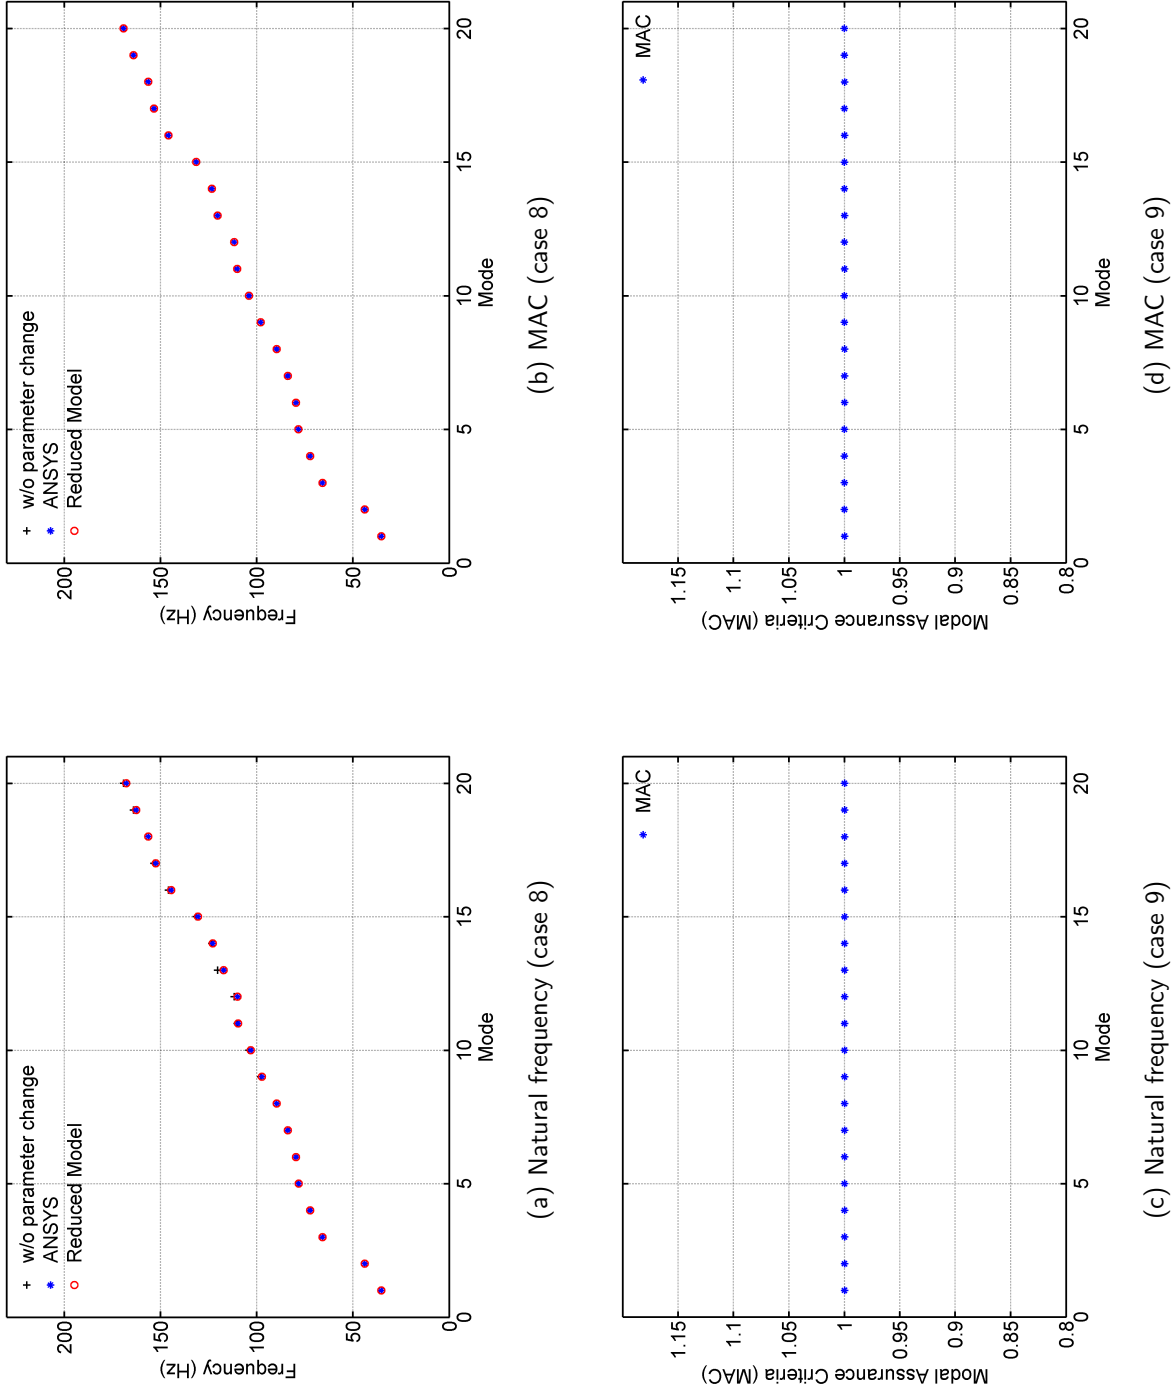 w/o parameter change
ANSYS
Reduced Model
200
150
100
50
0
Frequency (Hz)
0
5
10
15
20
Mode
(a) Natural frequency (case 8)
w/o parameter change
ANSYS
Reduced Model
200
150
100
50
0
Frequency (Hz)
0
5
10
15
20
Mode
(b) MAC (case 8)
MAC
1.15
1.1
1.05
1
0.95
0.9
0.85
0.8
Modal Assurance Criteria (MAC)
0
5
10
15
20
Mode
(c) Natural frequency (case 9)
MAC
1.15
1.1
1.05
1
0.95
0.9
0.85
0.8
Modal Assurance Criteria (MAC)
0
5
10
15
20
Mode
(d) MAC (case 9)